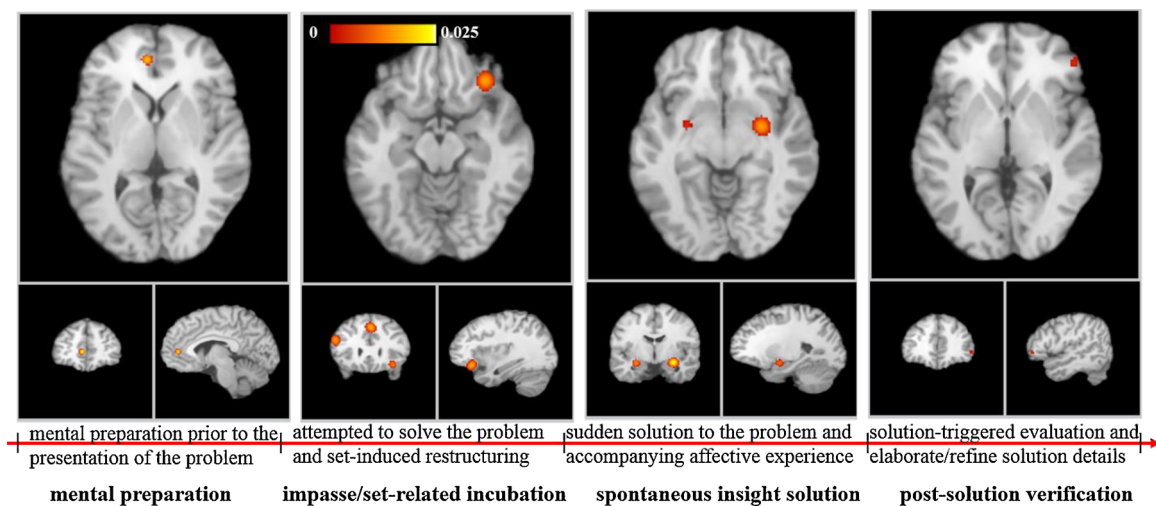 0
0.025
mental preparation prior to the
presentation of the problem
attempted to solve the problem
and set-induced restructuring
sudden solution to the problem and
accompanying affective experience
solution-triggered evaluation and
elaborate/refine solution details
mental preparation
impasse/set-related incubation
spontaneous insight solution
post-solution verification